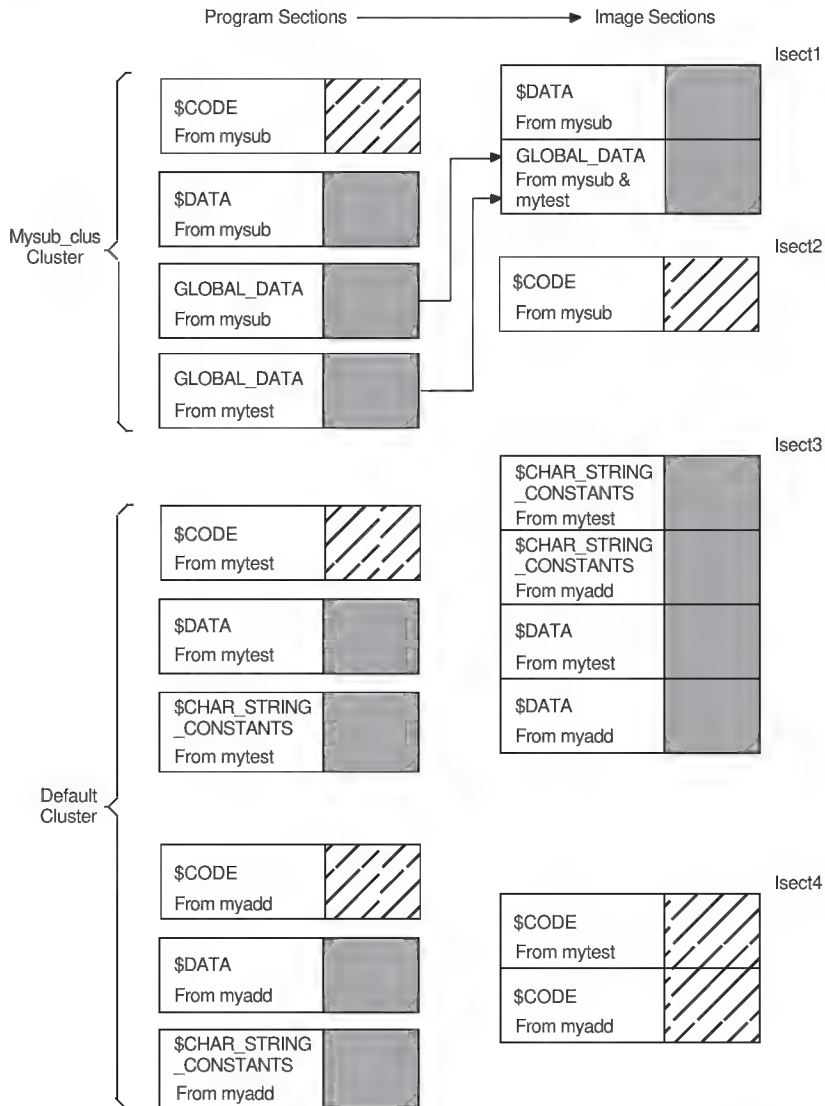 Program Sections
Image Sections
Mysub_clus
Cluster
$CODE
From mysub
$DATA
From mysub
GLOBAL_DATA
From mysub
GLOBAL_DATA
From mytest
Default
Cluster
$CODE
From mytest
$DATA
From mytest
$CHAR_STRING
_CONSTANTS
From mytest
$CODE
From myadd
$DATA
From myadd
$CHAR_STRING
_CONSTANTS
From myadd
Isect1
$DATA
From mysub
GLOBAL_DATA
From mysub &
mytest
Isect2
$CODE
From mysub
Isect3
$CHAR_STRING
_CONSTANTS
From mytest
$CHAR_STRING
_CONSTANTS
From myadd
$DATA
From mytest
$DATA
From myadd
Isect4
$CODE
From mytest
$CODE
From myadd